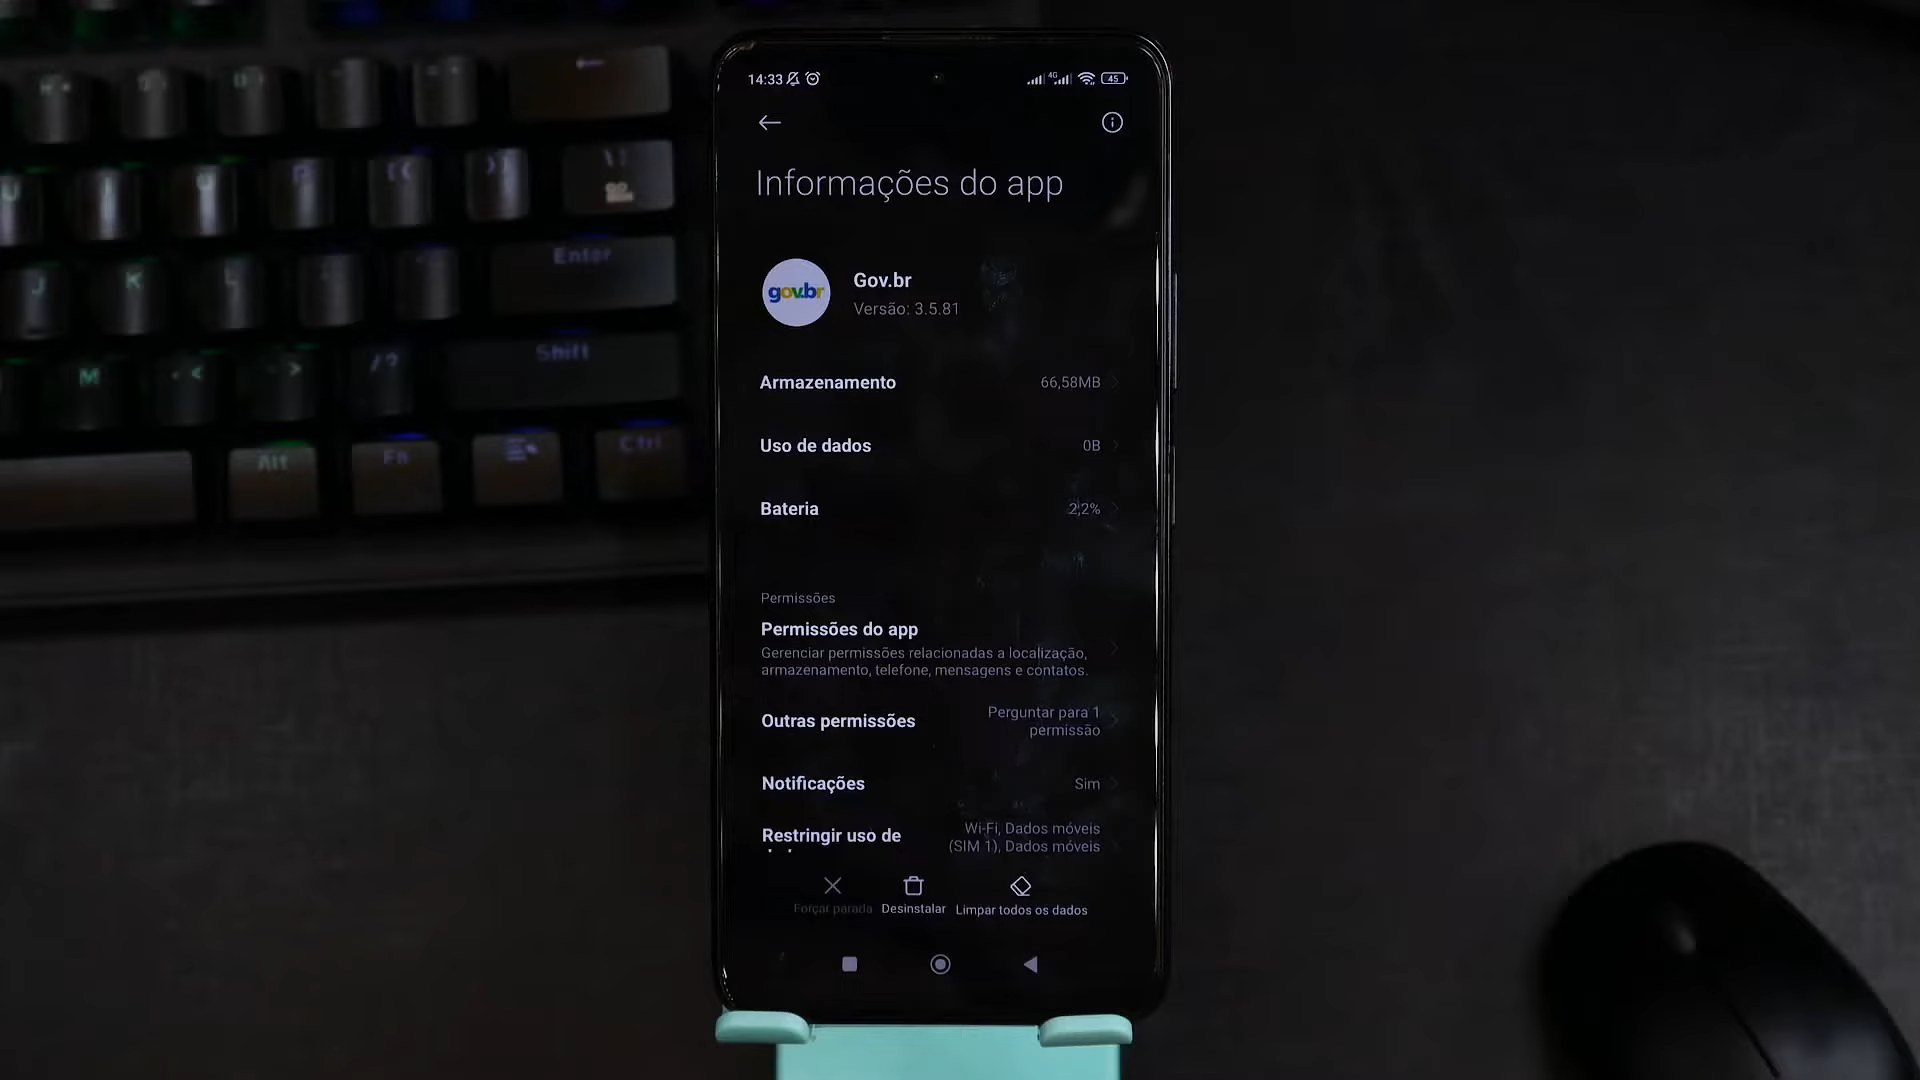 14:33
4G
45
Informações do app
gov.br
Gov.br
Versão: 3.5.81
Armazenamento
66,58MB
Uso de dados
0B
Bateria
2,2%
Permissões
Permissões do app
Gerenciar permissões relacionadas a localização,
armazenamento, telefone, mensagens e contatos.
Outras permissões
Perguntar para 1
permissão
Notificações
Sim
Restringir uso de
Wi-Fi, Dados móveis
(SIM 1), Dados móveis
Forçar parada
Desinstalar
Limpar todos os dados
U I P
J K L
Enter
M < > / ?
Shift
Alt Fn Ctrl